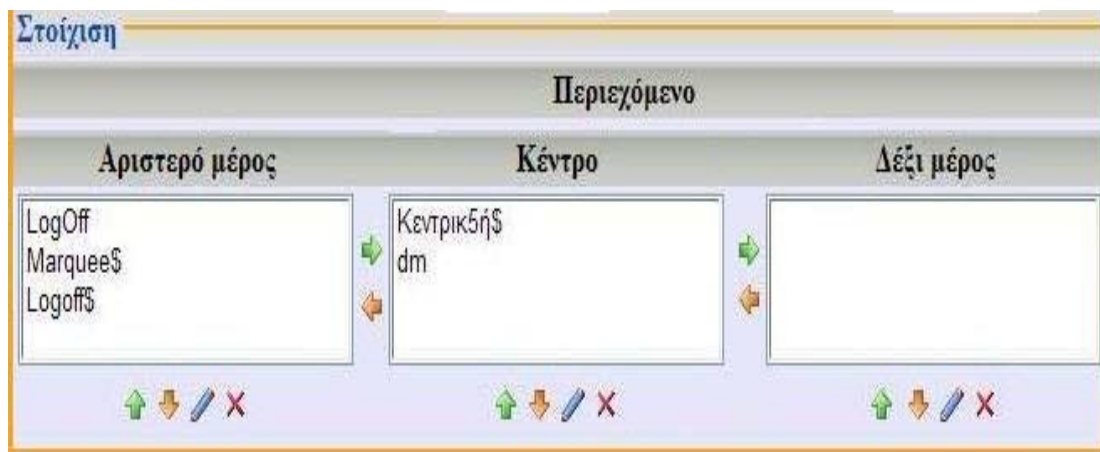 Στοίχιση
Περιεχόμενο
Αριστερό μέρος Κέντρο Δέξι μέρος
LogOff
Marquee$
Logoff$
Κεντρικ5ή$
dm